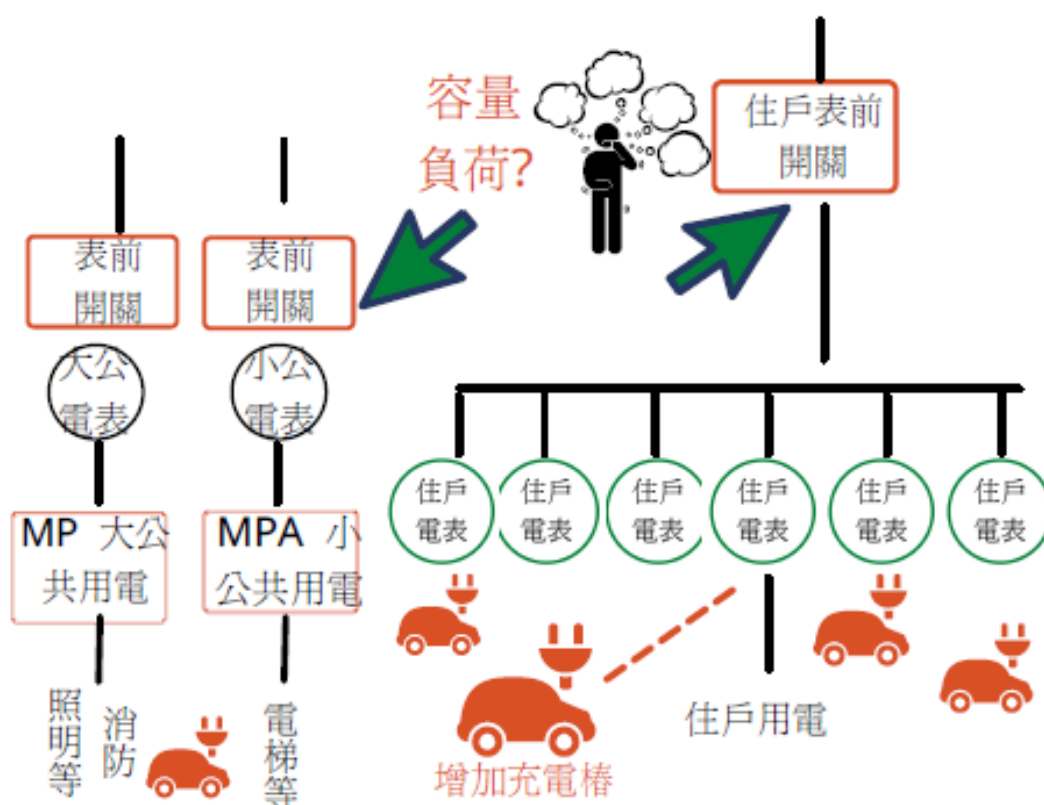 容量
負荷?
住戶表前
開關
表前
開關
表前
開關
大公
電表
小公
電表
住戶
電表
住戶
電表
住戶
電表
住戶
電表
住戶
電表
住戶
電表
MP 大公
共用電
MPA 小
公共用電
照明等
消防
電梯等
增加充電樁
住戶用電